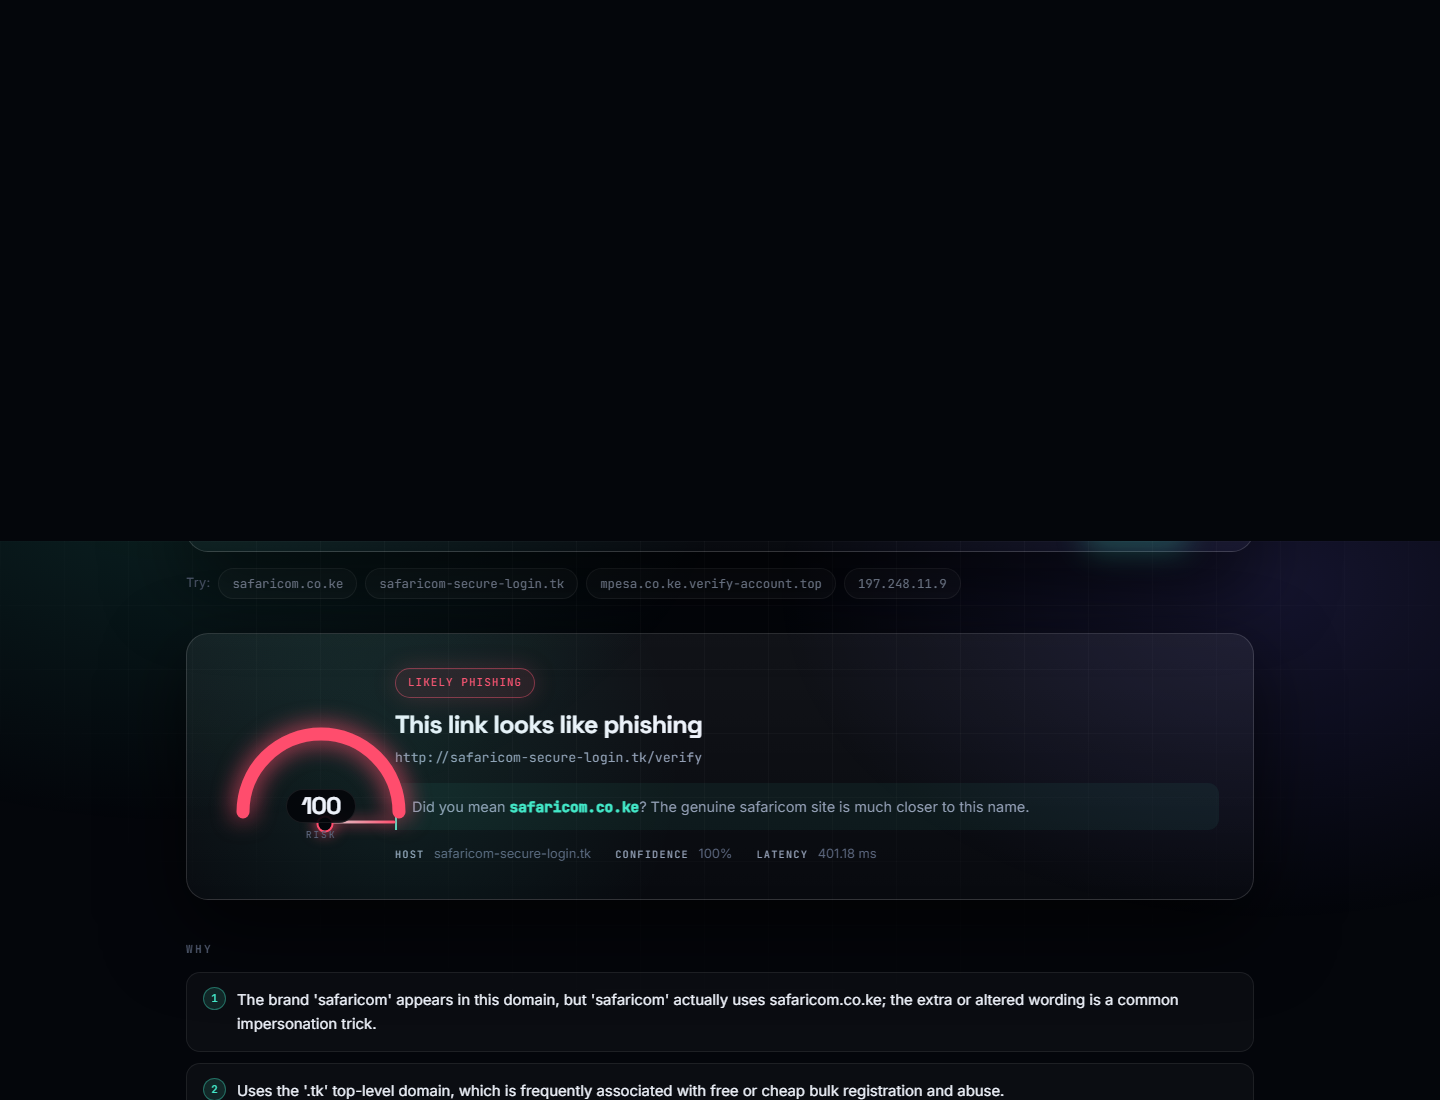 Try: safaricom.co.ke safaricom-secure-login.tk mpesa.co.ke.verify-account.top 197.248.11.9
LIKELY PHISHING
This link looks like phishing
http://safaricom-secure-login.tk/verify
100
RISK
Did you mean safaricom.co.ke? The genuine safaricom site is much closer to this name.
HOST safaricom-secure-login.tk CONFIDENCE 100% LATENCY 401.18 ms
WHY
1 The brand 'safaricom' appears in this domain, but 'safaricom' actually uses safaricom.co.ke; the extra or altered wording is a common
impersonation trick.
2 Uses the '.tk' top-level domain, which is frequently associated with free or cheap bulk registration and abuse.